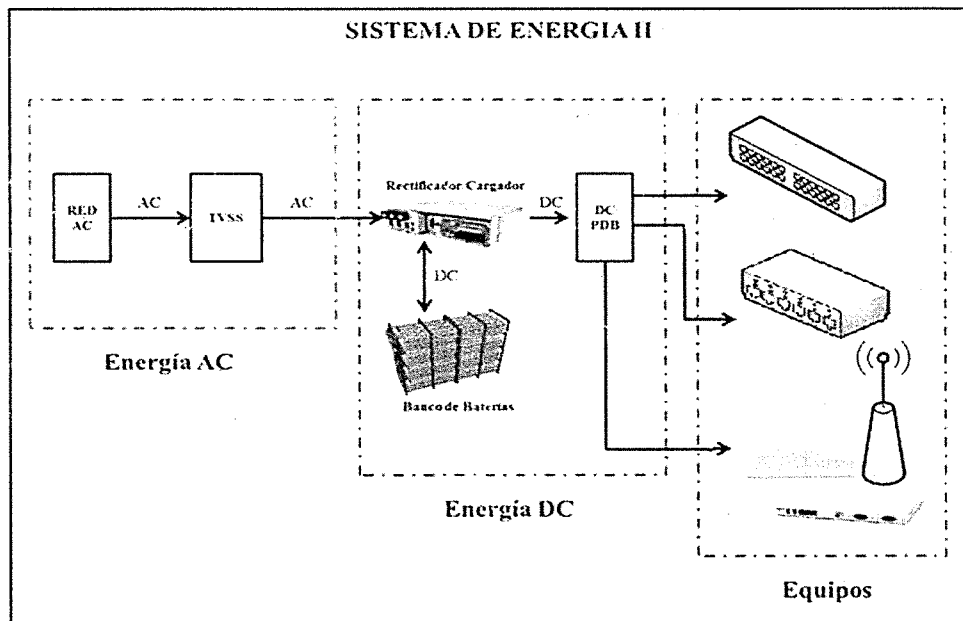 SISTEMA DE ENERGIA II
RED
AC
AC
TVSS
AC
Energía AC
Rectificador Cargador
DC
DC
Banco de Baterías
DC
PDB
Energía DC
Equipos